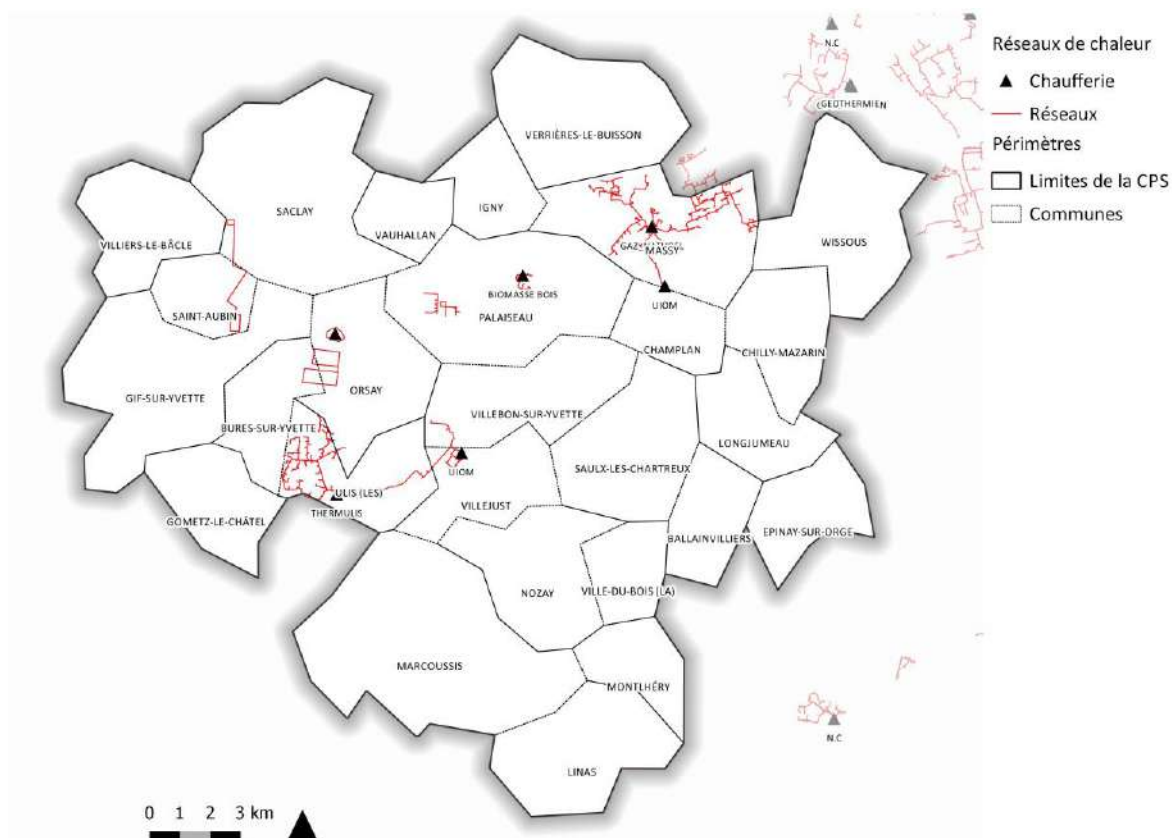 N.C
GEOTHERMIEN
Réseaux de chaleur
Chaufferie
Réseaux
Périmètres
Limites de la CPS
Communes
VERRIÈRES-LE-BUISSON
SACLAY
IGNY
VAUHALLAN
VILLIERS-LE-BÂCLE
MASSY
WISSOUS
BIOMASSE BOIS
UIOM
PALAISEAU
SAINT-AUBIN
CHAMPLAN
CHILLY-MAZARIN
ORSAY
GIF-SUR-YVETTE
VILLEBON-SUR-YVETTE
BURES-SUR-YVETTE
LONGJUMEAU
SAULX-LES-CHARTREUX
UIOM
ULIS (LES)
VILLEJUST
THERMULIS
GOMETZ-LE-CHÂTEL
EPINAY-SUR-ORGE
BALLAINVILLIERS
NOZAY
VILLE-DU-BOIS (LA)
MARCOUSSIS
MONTLHÉRY
N.C
LINAS
0 1 2 3 km